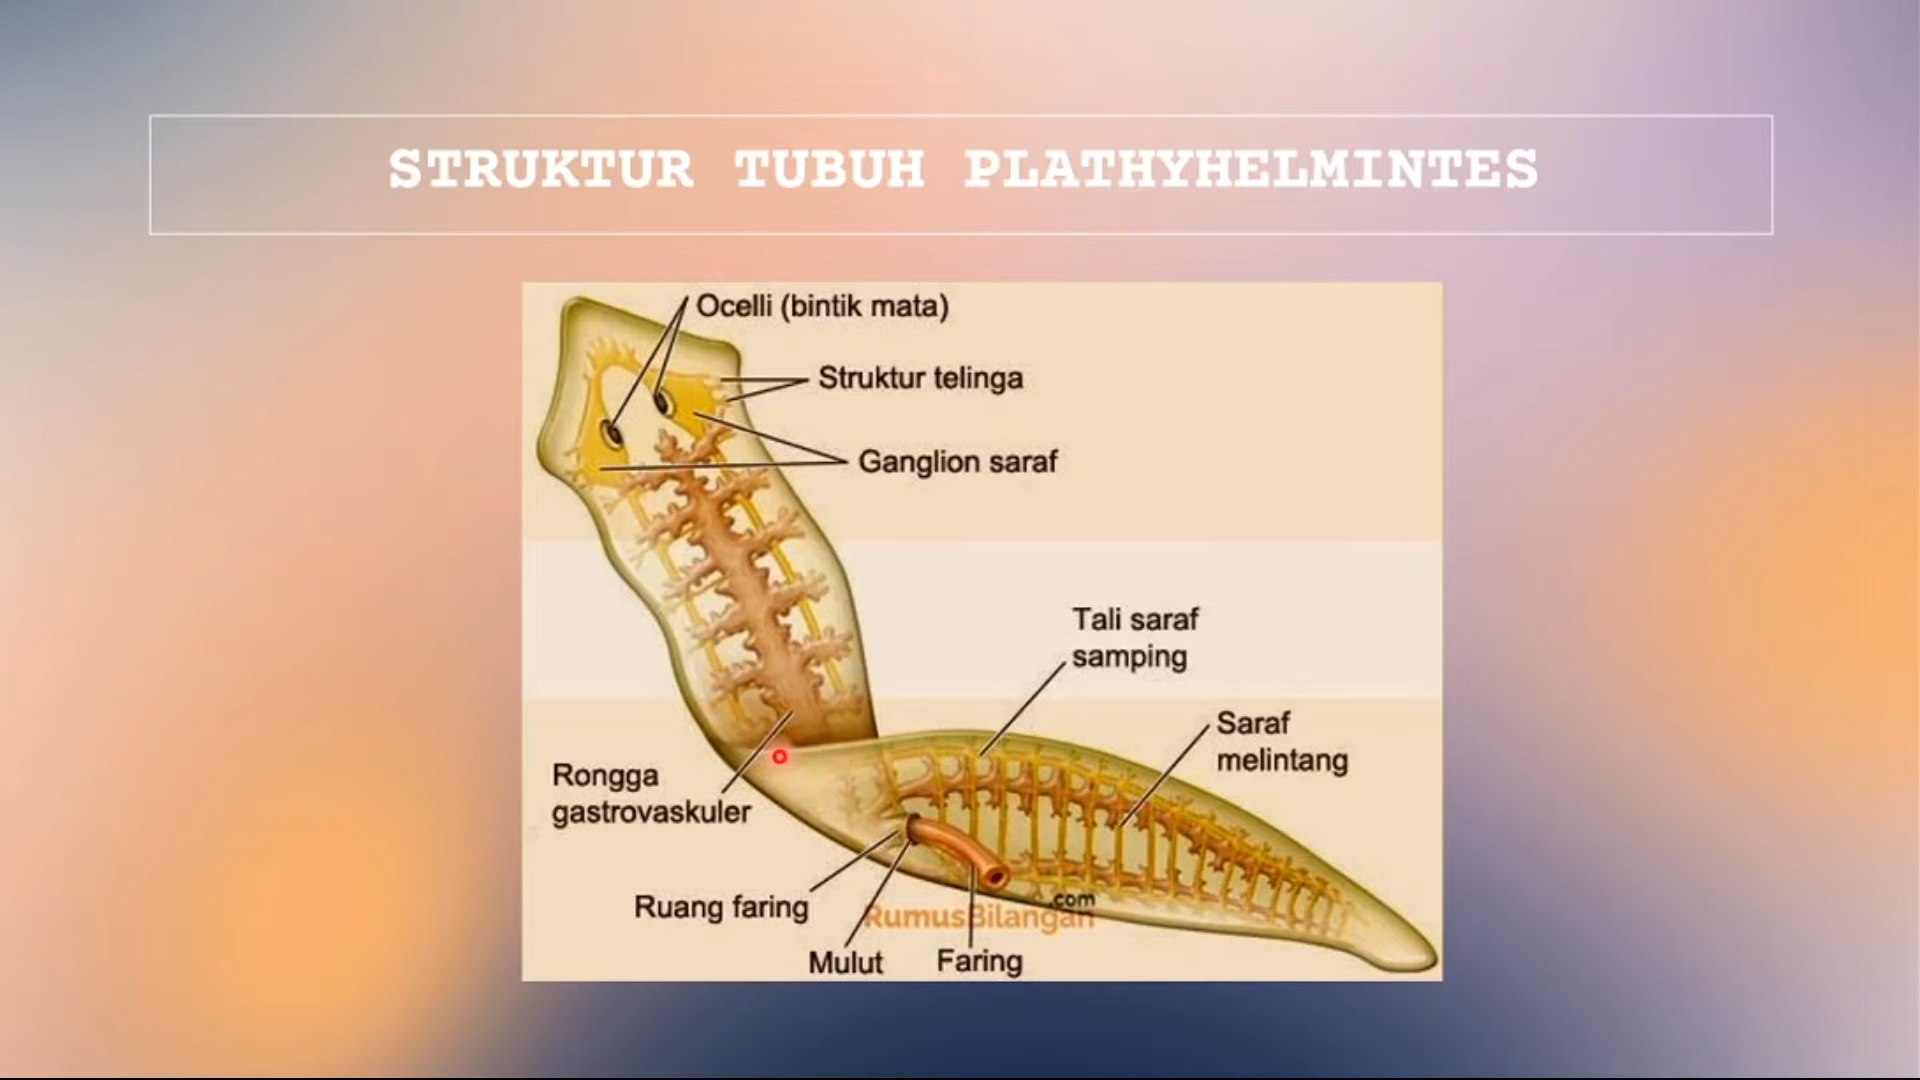 STRUKTUR TUBUH PLATHYHELMINTES
Ocelli (bintik mata)
Struktur telinga
Ganglion saraf
Tali saraf
samping
Saraf
melintang
Rongga
gastrovaskuler
Ruang faring
.com
RumusBilangan
Mulut
Faring